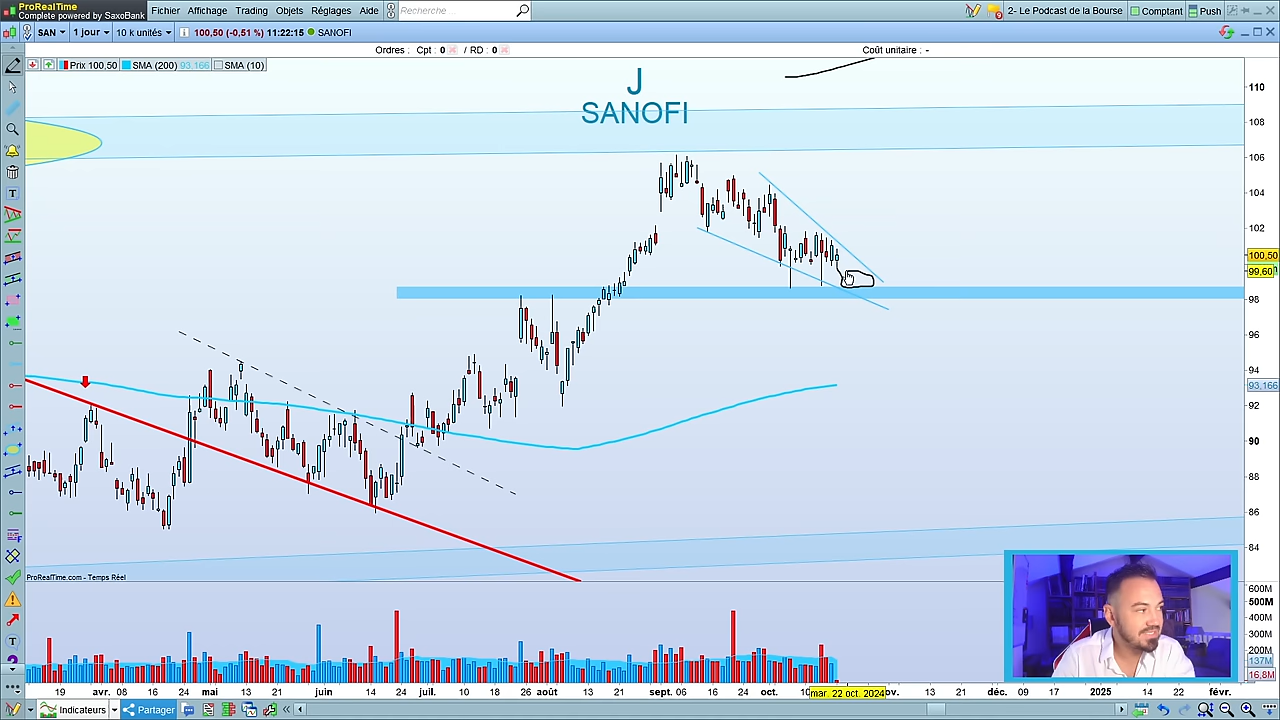 ProRealTime
Complete powered by SaxoBank
Fichier Affichage Trading Objets Réglages Aide Recherche
2- Le Podcast de la Bourse Comptant Push
SAN 1 jour 10 k unités 100,50 (-0,51 %) 11:22:15 SANOFI
Ordres : Cpt : 0 / RD : 0 Coût unitaire : -
Prix 100,50 SMA (200) 93.166 SMA (10)
J
SANOFI
110
108
106
104
102
100,50
99,60
98
96
94
93,166
92
90
88
86
84
ProRealTime.com - Temps Réel
600M
500M
400M
300M
200M
137M
16,8M
19 avr. 08 16 24 mai 13 21 juin 14 24 juil. 10 18 26 août 13 21 sept. 06 16 24 oct. 10 mar. 22 oct. 2024 ov. 13 21 déc. 09 17 2025 14 22 févr.
Indicateurs Partager